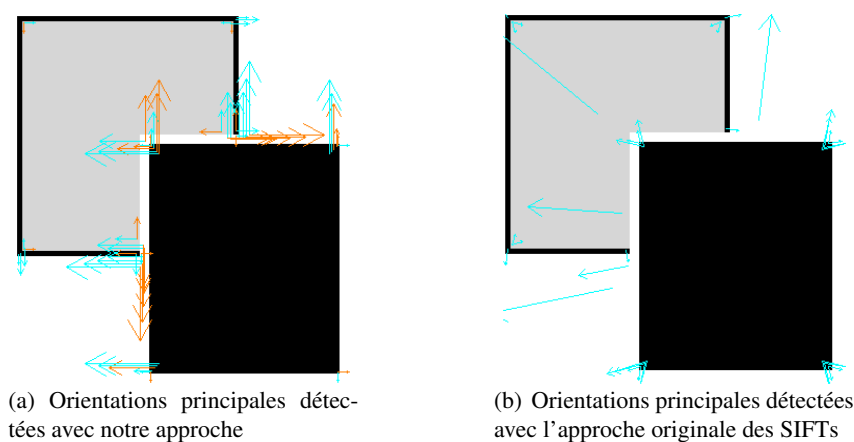 (a) Orientations principales détec-
tées avec notre approche
(b) Orientations principales détectées
avec l'approche originale des SIFTs